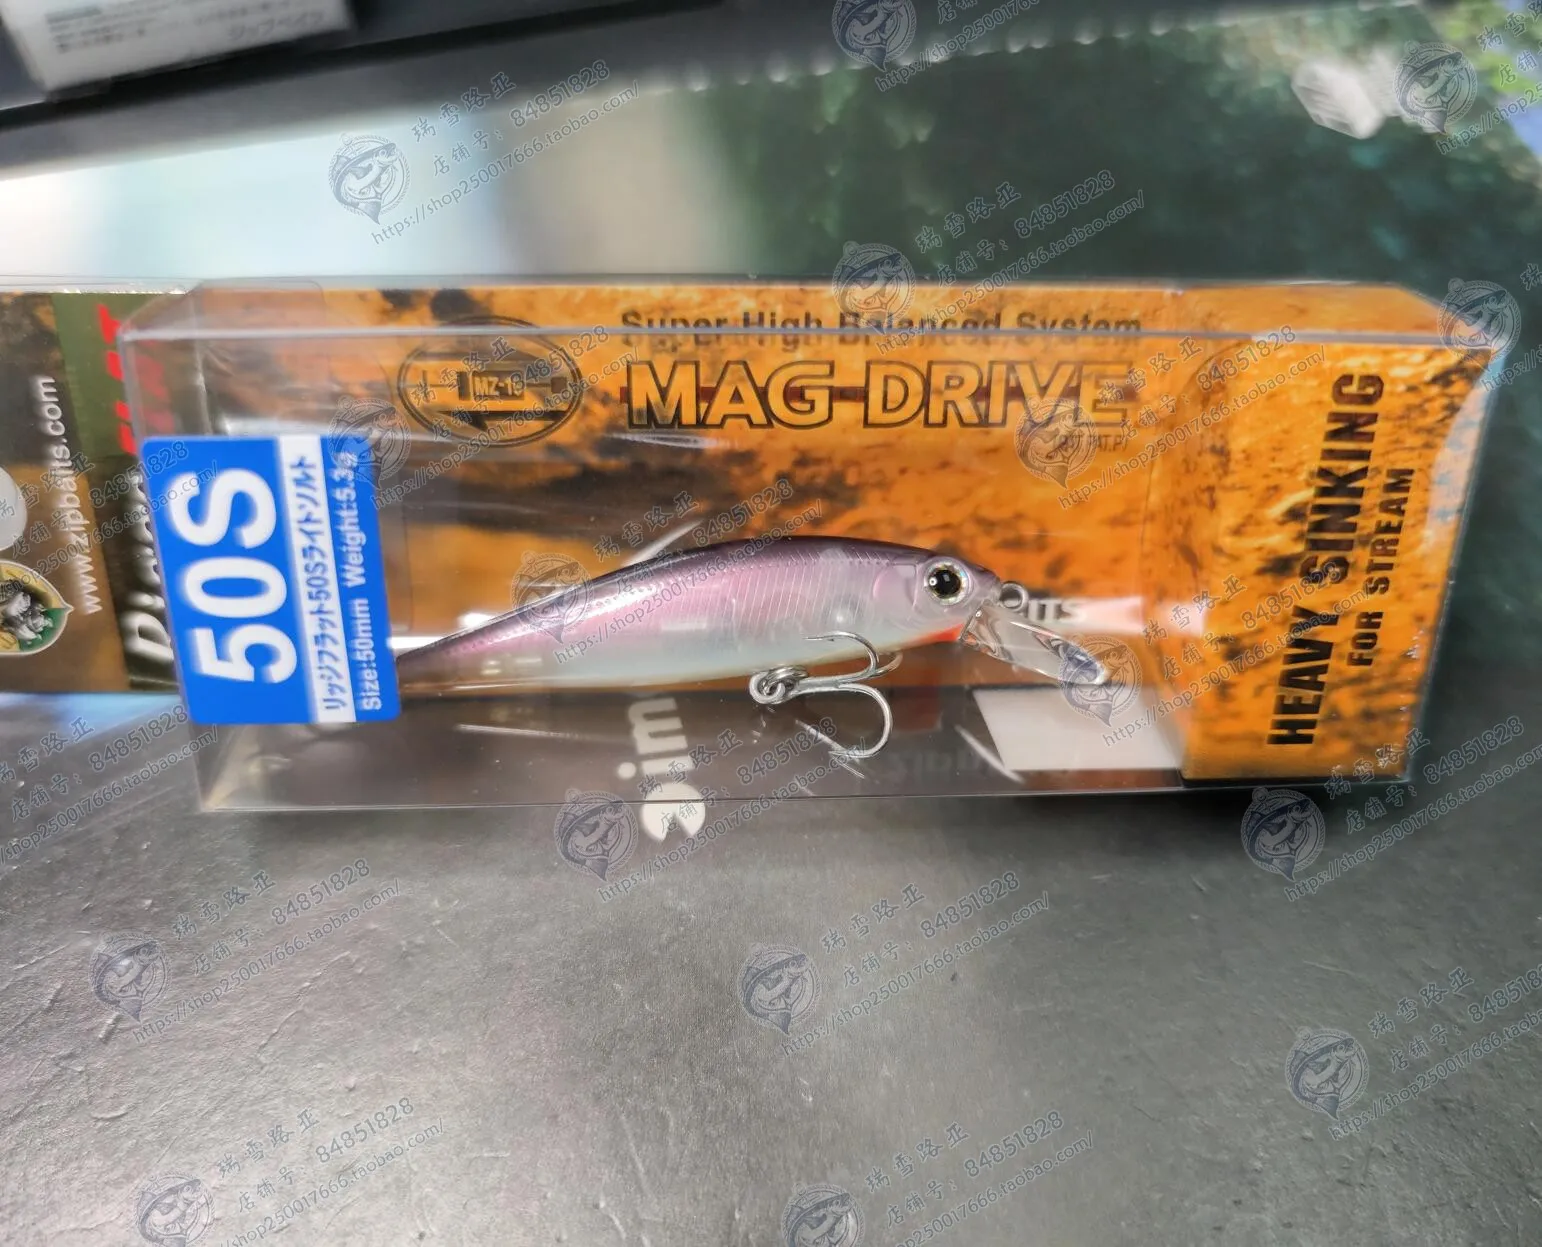 Super High Balanced System
MAG DRIVE
MZ-18
HEAVY SINKING
FOR STREAM
50S
リッジフラット50Sライトソルト
Size:50mm Weight:5.3g
www.zipbaits.com
瑞雪路亚
店铺号：84851828
https://shop250017666.taobao.com/